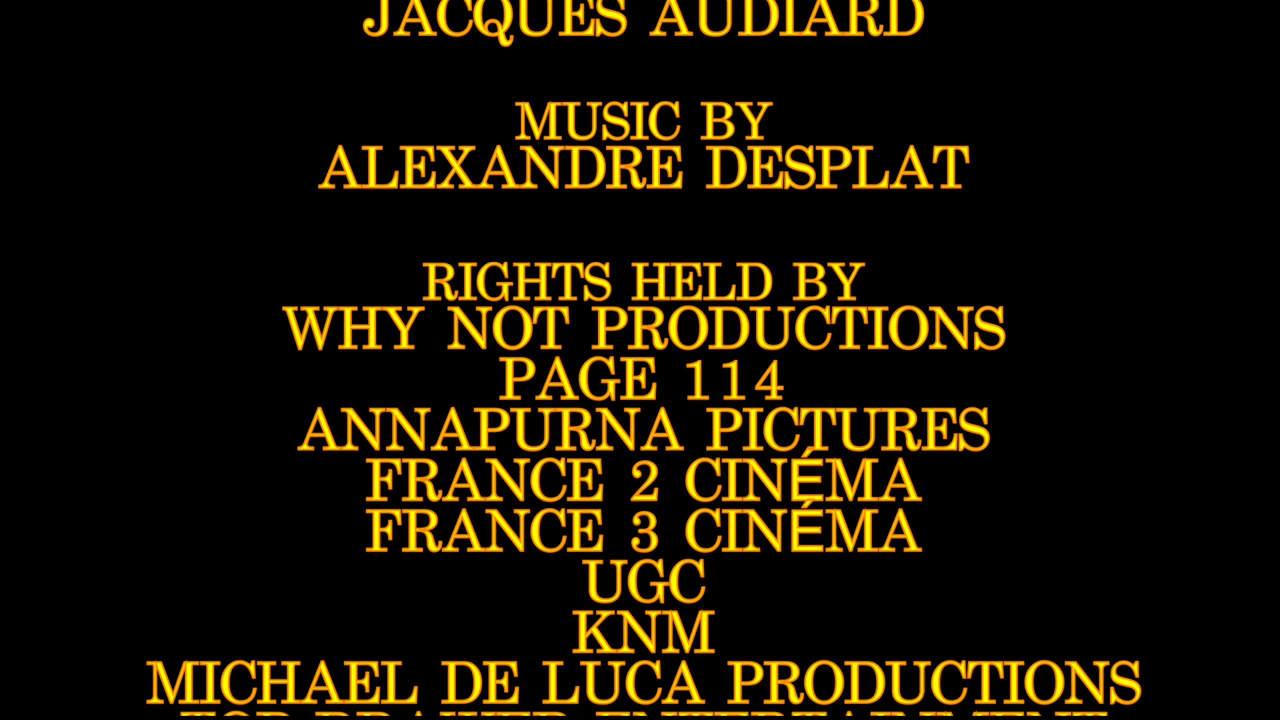 JACQUES AUDIARD
MUSIC BY
ALEXANDRE DESPLAT
RIGHTS HELD BY
WHY NOT PRODUCTIONS
PAGE 114
ANNAPURNA PICTURES
FRANCE 2 CINÉMA
FRANCE 3 CINÉMA
UGC
KNM
MICHAEL DE LUCA PRODUCTIONS